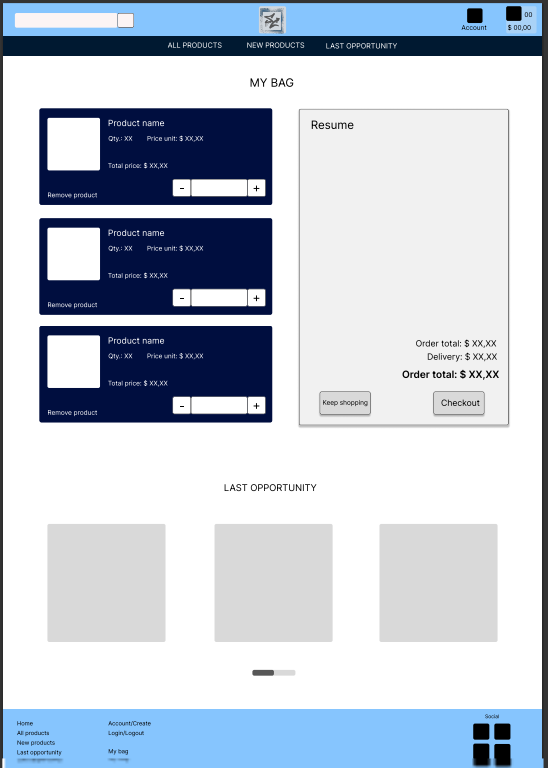 Account
00
$ 00,00
ALL PRODUCTS NEW PRODUCTS LAST OPPORTUNITY
MY BAG
Product name
Qty.: XX Price unit: $ XX,XX
Total price: $ XX,XX
Remove product - +
Product name
Qty.: XX Price unit: $ XX,XX
Total price: $ XX,XX
Remove product - +
Product name
Qty.: XX Price unit: $ XX,XX
Total price: $ XX,XX
Remove product - +
Resume
Order total: $ XX,XX
Delivery: $ XX,XX
Order total: $ XX,XX
Keep shopping Checkout
LAST OPPORTUNITY
Home
All products
New products
Last opportunity
Account/Create
Login/Logout
My bag
Social